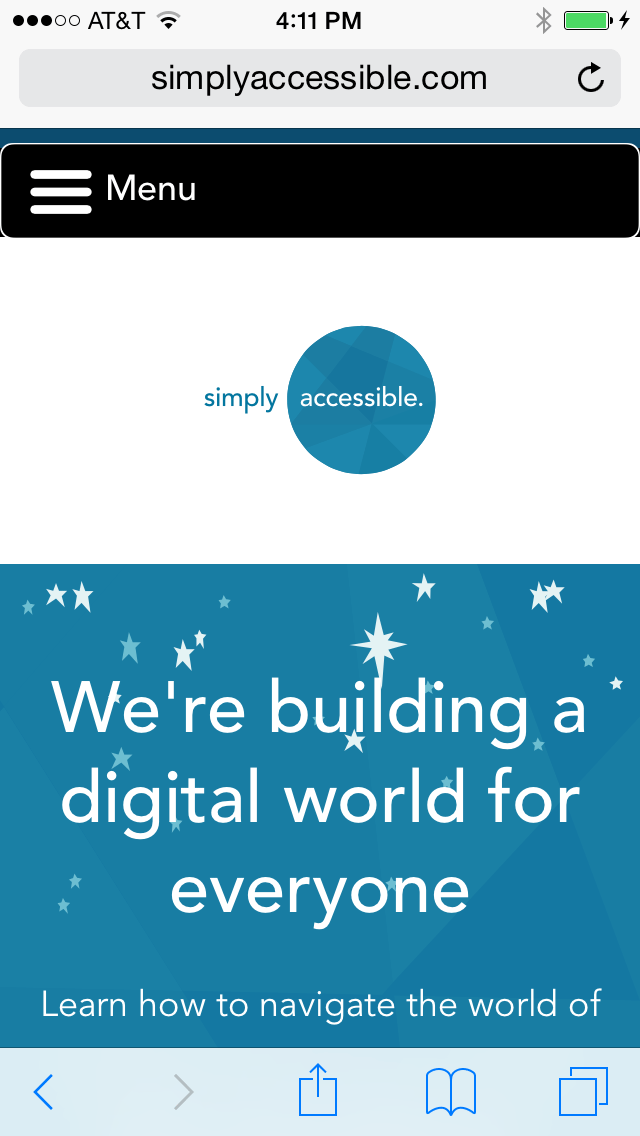 AT&T 4:11 PM
simplyaccessible.com
Menu
simply accessible.
We're building a
digital world for
everyone
Learn how to navigate the world of